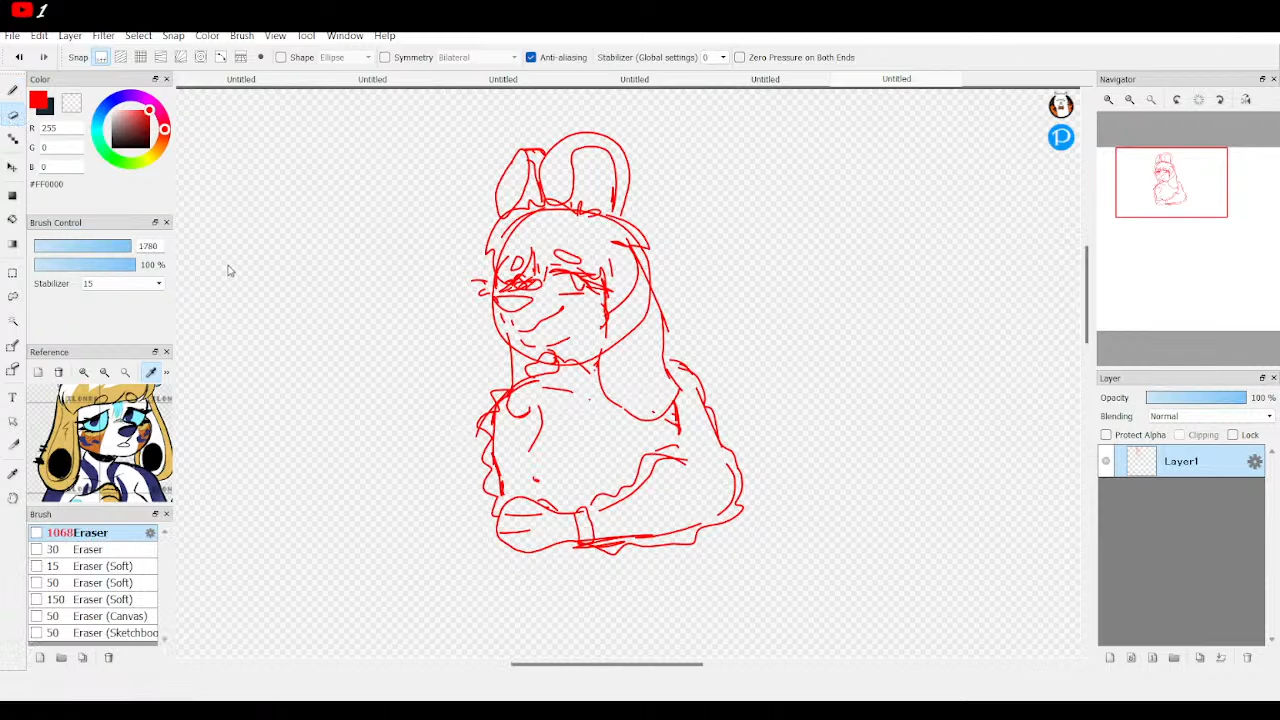 1
File Edit Layer Filter Select Snap Color Brush View Tool Window Help
Snap Shape Ellipse Symmetry Bilateral Anti-aliasing Stabilizer (Global settings) 0 Zero Pressure on Both Ends
Color
Untitled Untitled Untitled Untitled Untitled Untitled
Navigator
R 255
G 0
B 0
#FF0000
Brush Control
1780
100 %
Stabilizer 15
Reference
»
Brush
1068 Eraser
30 Eraser
15 Eraser (Soft)
50 Eraser (Soft)
150 Eraser (Soft)
50 Eraser (Canvas)
50 Eraser (Sketchboo
Layer
Opacity 100 %
Blending Normal
Protect Alpha Clipping Lock
Layer1